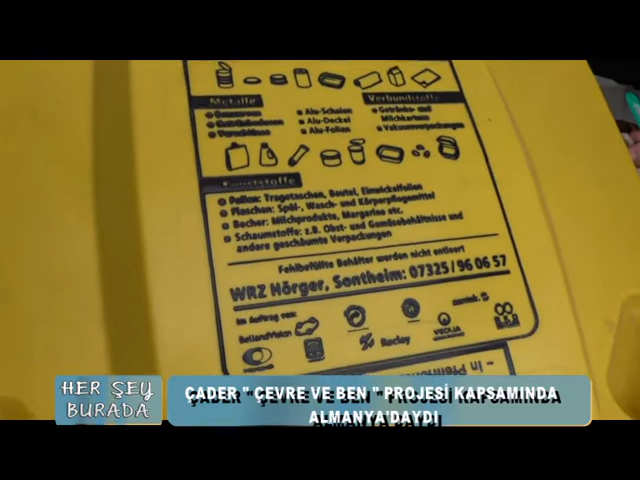 Metalle
Verbundstoffe
Alu-Schalen
Alu-Deckel
Alu-Folien
Getränke- und
Milchkartons
Vakuumverpackungen
Kunststoffe
Folien: Tragetaschen, Beutel, Einwickelfolien
Flaschen: Spül-, Wasch- und Körperpflegemittel
Becher: Milchprodukte, Margarine etc.
Schaumstoffe: z.B. Obst- und Gemüsebehältnisse und
andere geschäumte Verpackungen
Fehlbefüllte Behälter werden nicht entleert
WRZ Hörger, Sontheim: 07325/96 06 57
Im Auftrag von:
BellandVision
Reclay
VEOLIA
HER ŞEY
BURADA
ÇADER " ÇEVRE VE BEN " PROJESİ KAPSAMINDA
ALMANYA'DAYDI